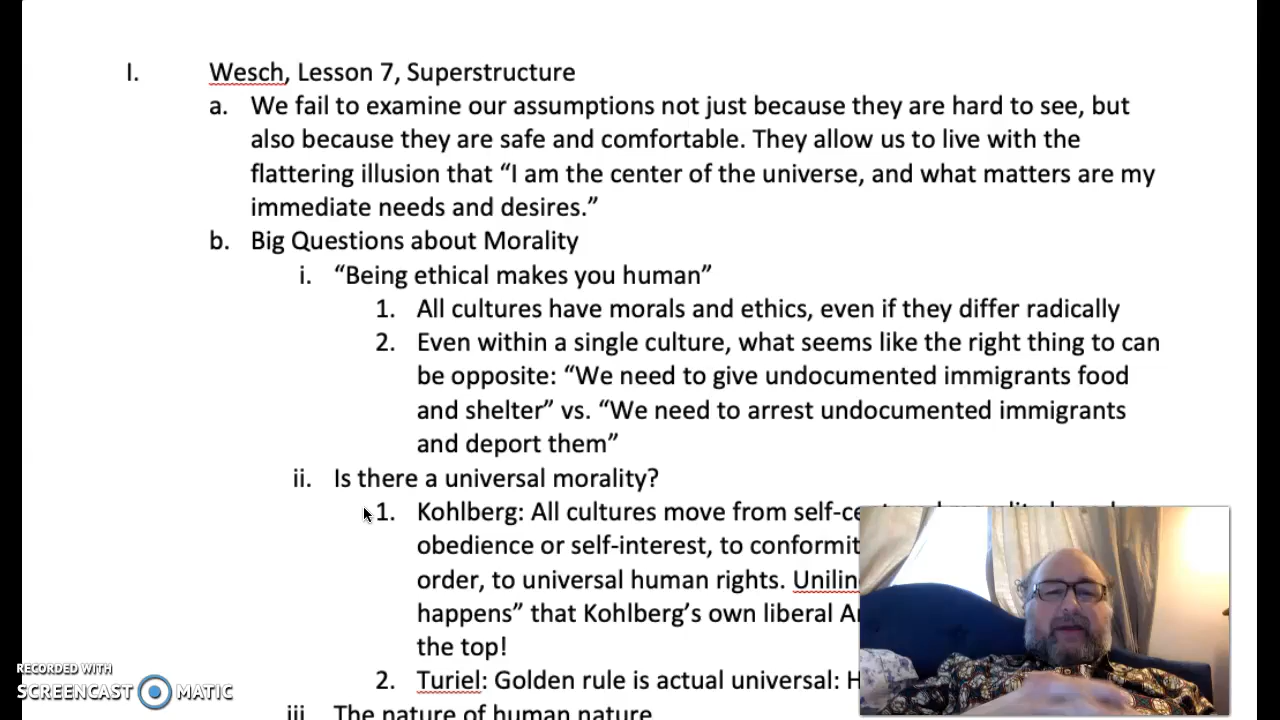 I. Wesch, Lesson 7, Superstructure
a. We fail to examine our assumptions not just because they are hard to see, but
also because they are safe and comfortable. They allow us to live with the
flattering illusion that “I am the center of the universe, and what matters are my
immediate needs and desires.”
b. Big Questions about Morality
i. “Being ethical makes you human”
1. All cultures have morals and ethics, even if they differ radically
2. Even within a single culture, what seems like the right thing to can
be opposite: “We need to give undocumented immigrants food
and shelter” vs. “We need to arrest undocumented immigrants
and deport them”
ii. Is there a universal morality?
1. Kohlberg: All cultures move from
obedience or self-interest, to
order, to universal human rights.
happens” that Kohlberg’s own liberal
the top!
2. Turiel: Golden rule is actual universal:
iii The nature of human nature
RECORDED WITH
SCREENCAST MATIC